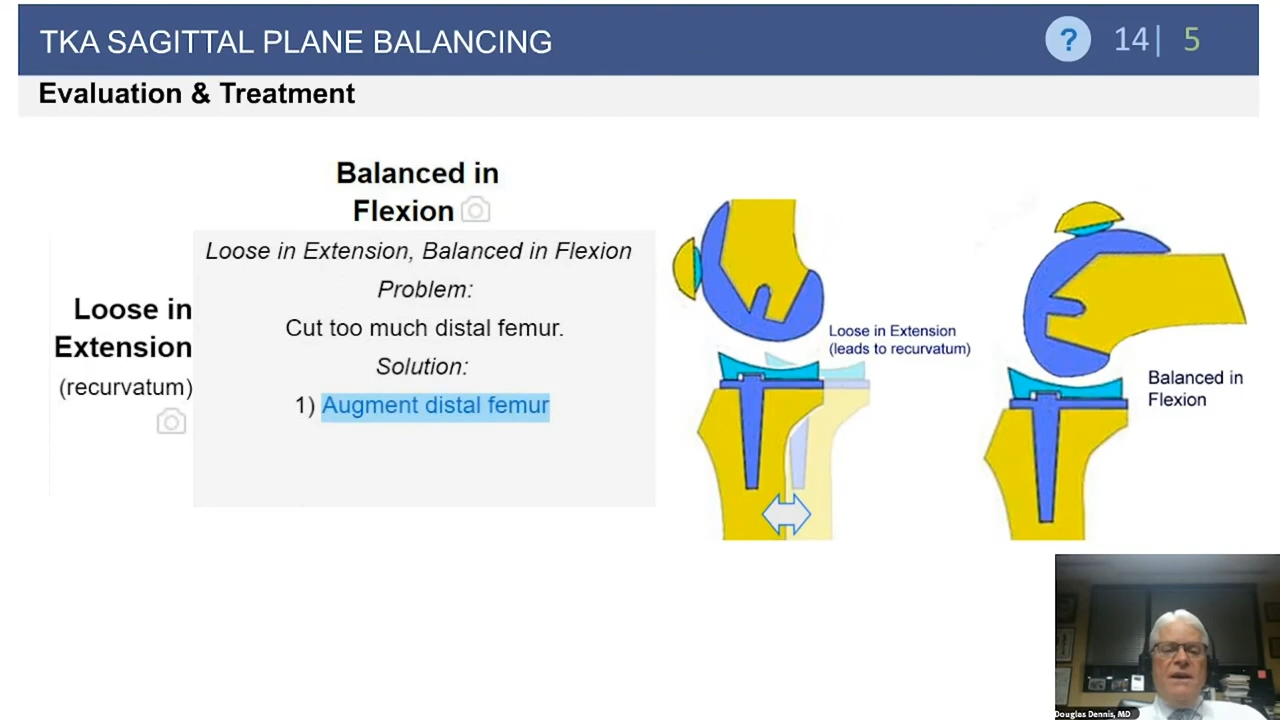 TKA SAGITTAL PLANE BALANCING
? 14| 5
Evaluation & Treatment
Balanced in
Flexion
Loose in
Extension
(recurvatum)
Loose in Extension, Balanced in Flexion
Problem:
Cut too much distal femur.
Solution:
1) Augment distal femur
Loose in Extension
(leads to recurvatum)
Balanced in
Flexion
Douglas Dennis, MD